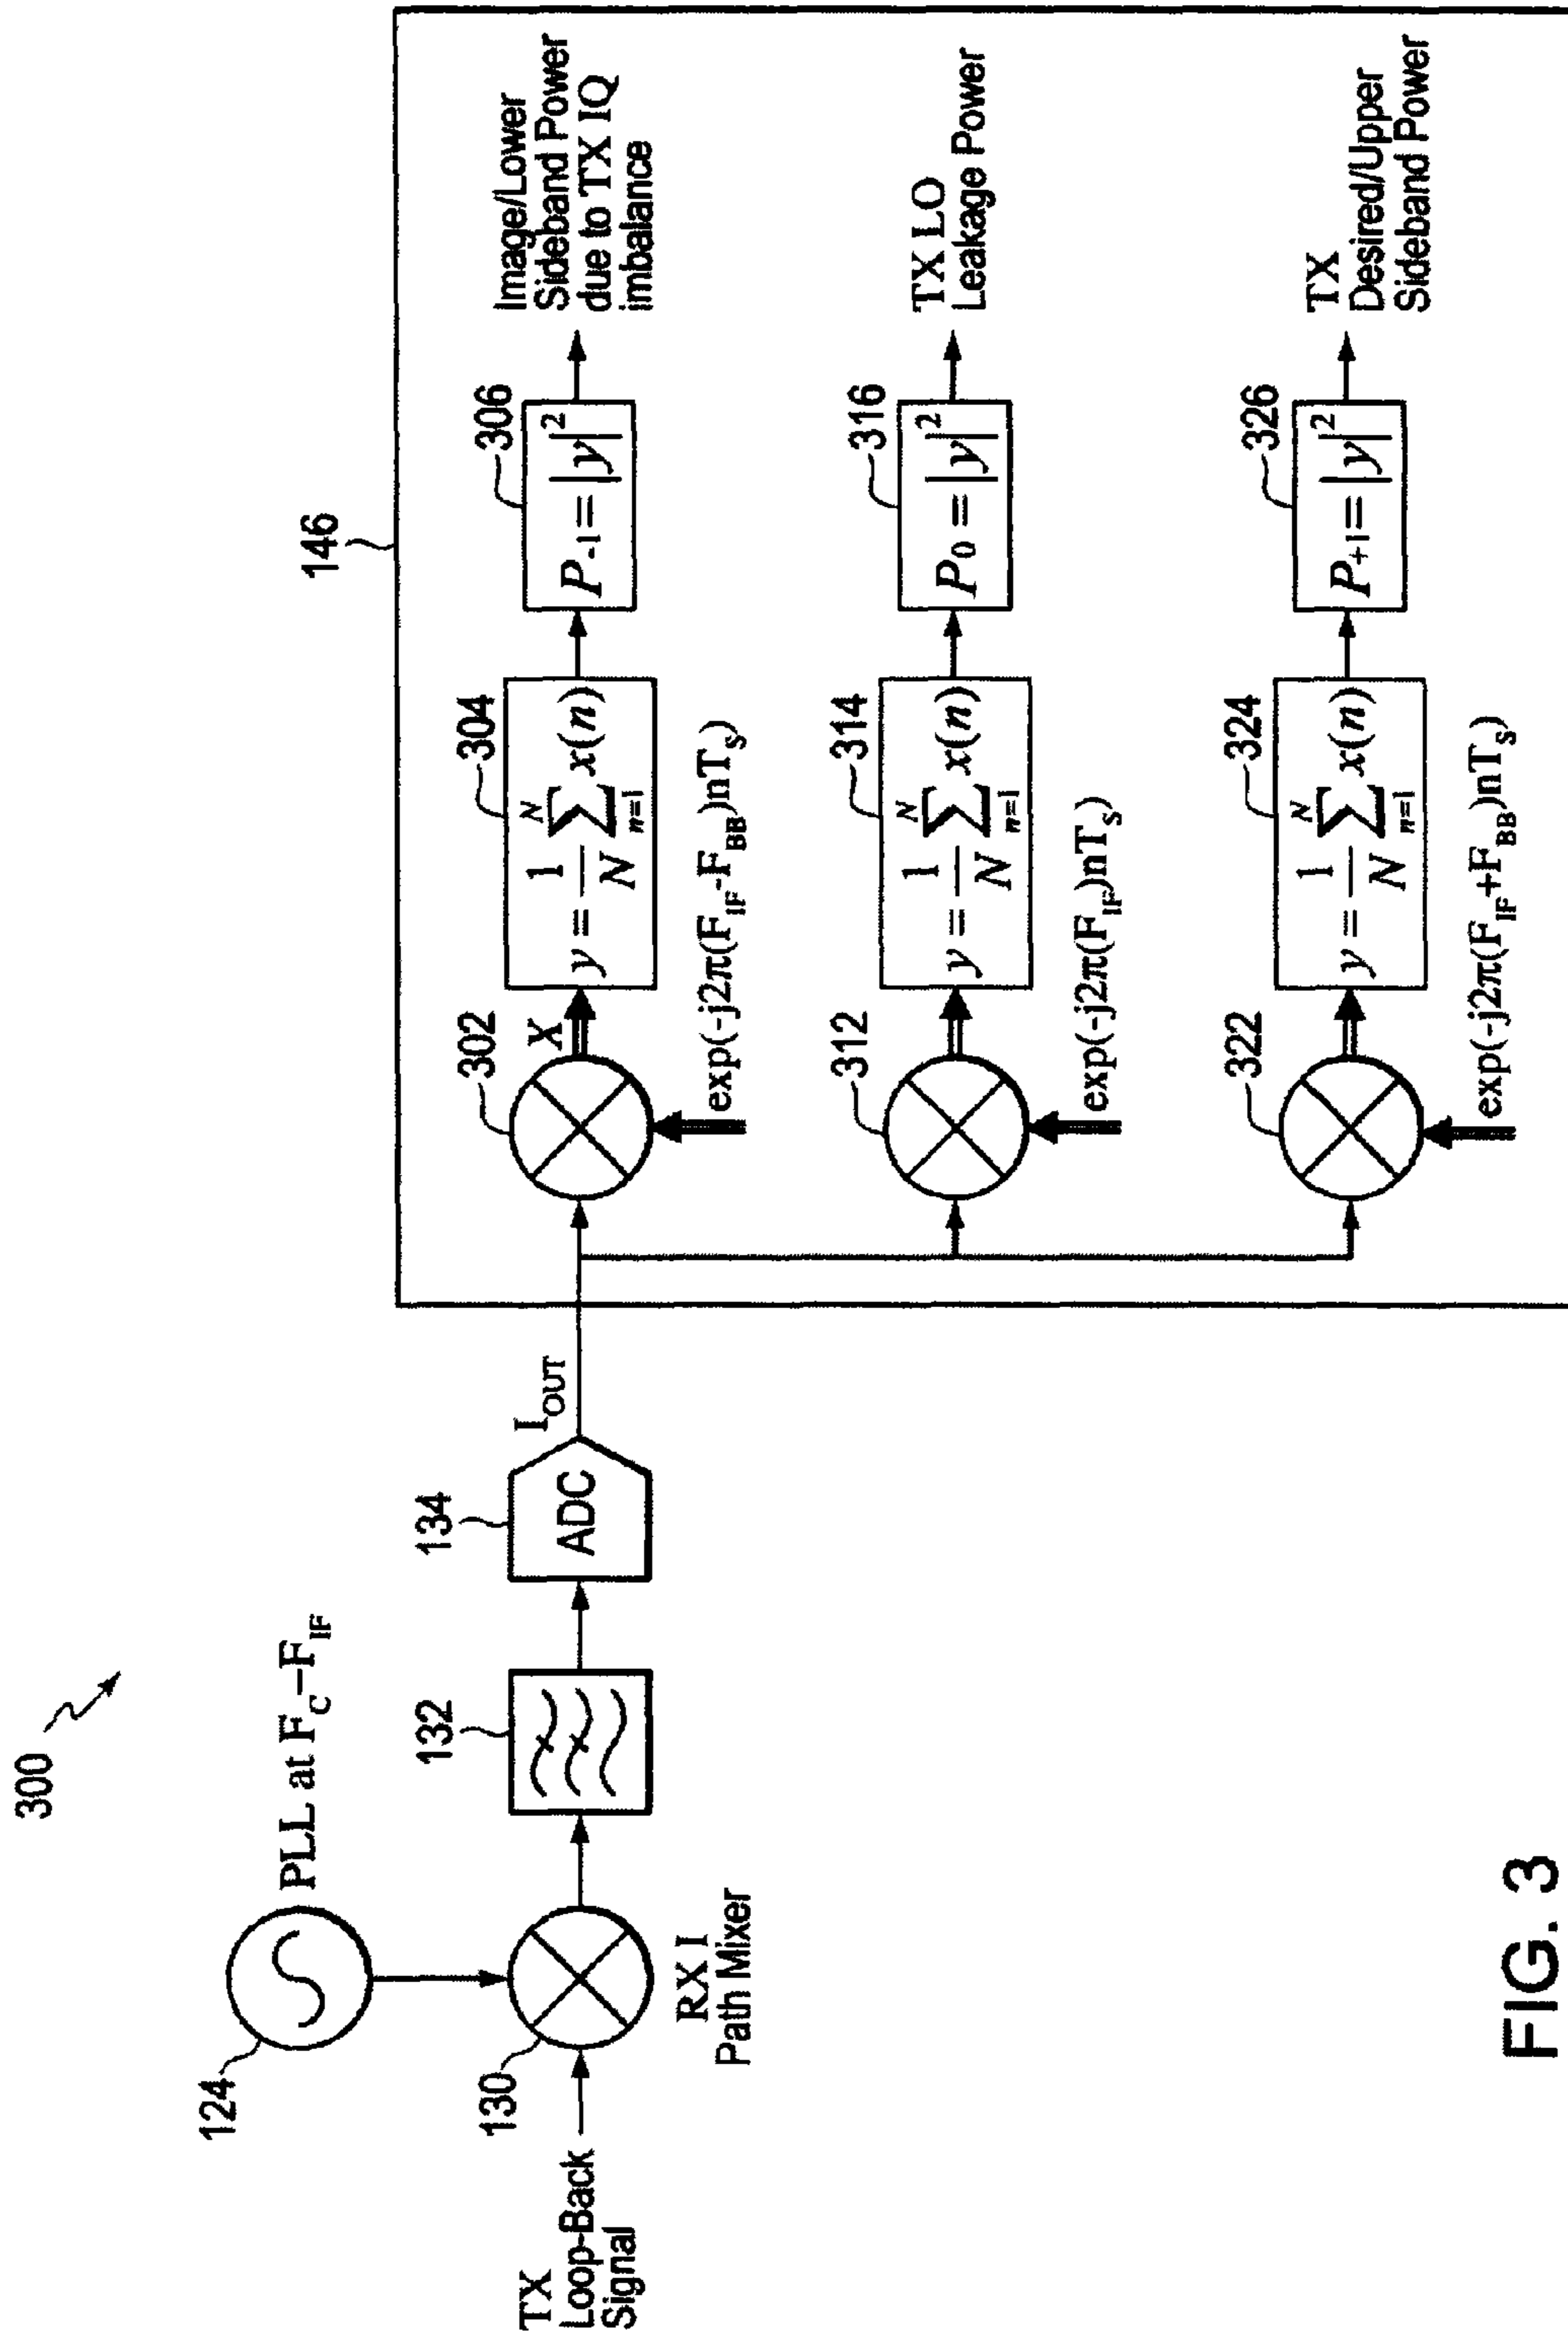 300
124
PLL at F_C–F_IF
TX
Loop-Back
Signal
130
RX I
Path Mixer
132
134
ADC
I_OUT
146
302
X
exp(-j2π(F_IF-F_BB)nT_S)
304
y = 1/N ∑_{n=1}^{N} x(n)
306
P_{-1} = |y|^2
Image/Lower
Sideband Power
due to TX IQ
imbalance
312
exp(-j2π(F_IF)nT_S)
314
y = 1/N ∑_{n=1}^{N} x(n)
316
P_0 = |y|^2
TX LO
Leakage Power
322
exp(-j2π(F_IF+F_BB)nT_S)
324
y = 1/N ∑_{n=1}^{N} x(n)
326
P_{+1} = |y|^2
TX
Desired/Upper
Sideband Power
FIG. 3